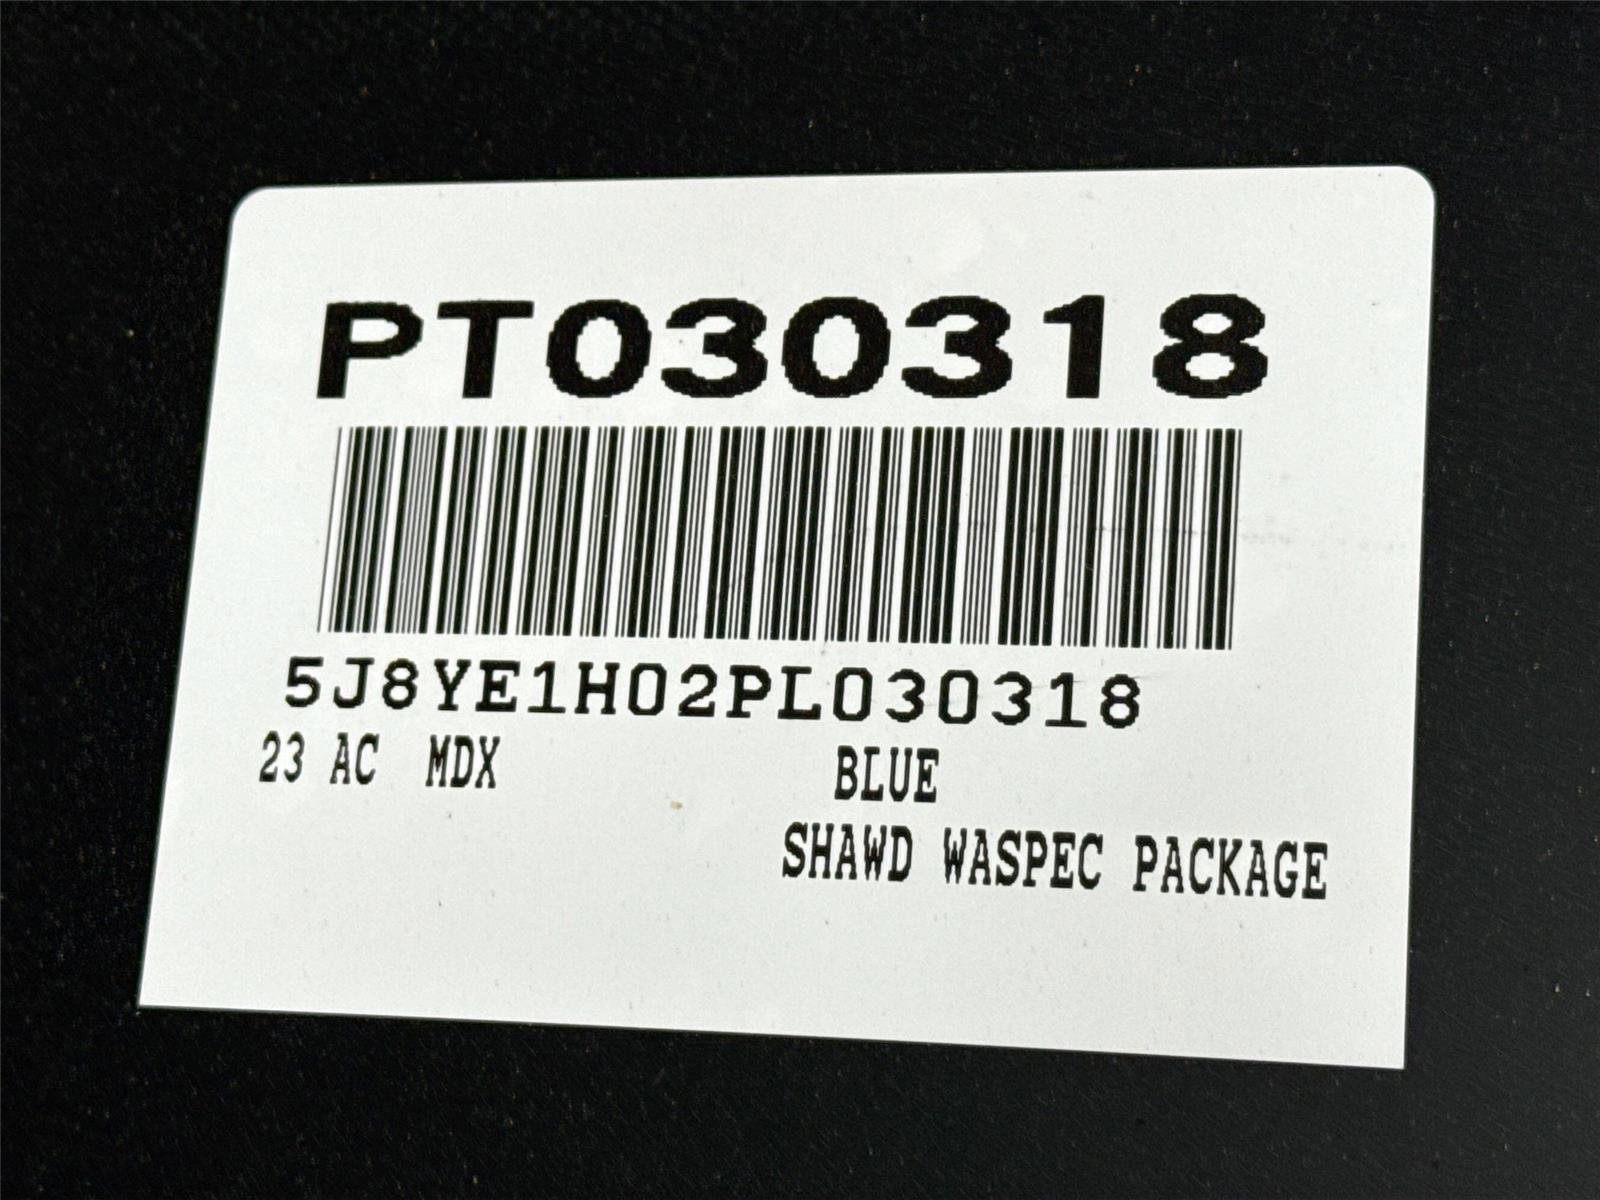 PT030318
5J8YE1H02PL030318
23 AC MDX BLUE
SHAWD WASPEC PACKAGE